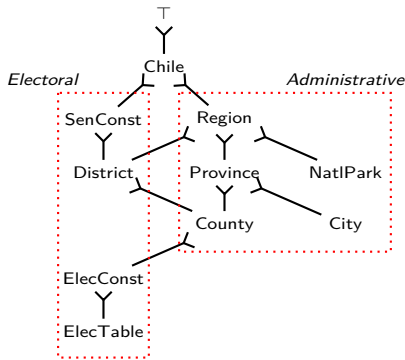 ⊤
Chile
Electoral Administrative
SenConst Region
District Province NatlPark
County City
ElecConst
ElecTable